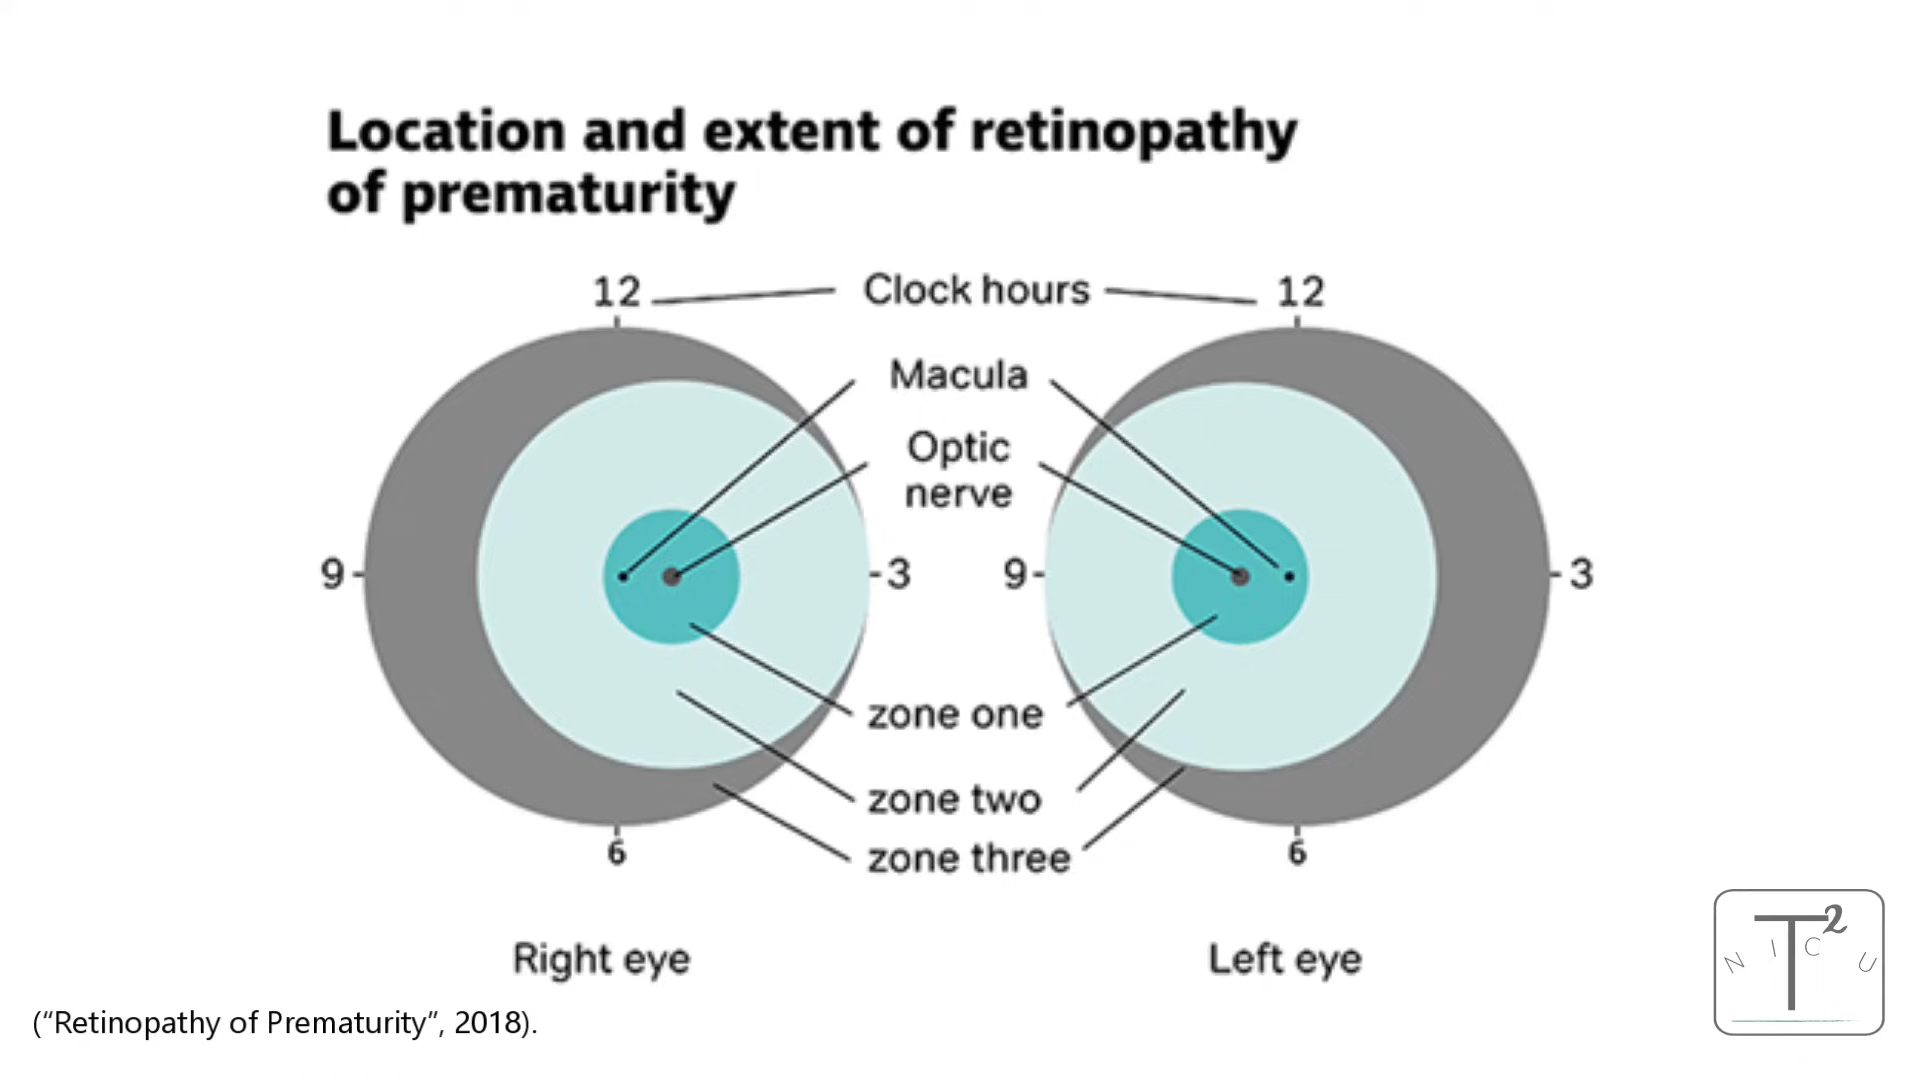 Location and extent of retinopathy
of prematurity
12
Clock hours
12
Macula
Optic
nerve
9
3
9
3
zone one
zone two
zone three
6
6
Right eye
Left eye
("Retinopathy of Prematurity", 2018).
T2
N I C U